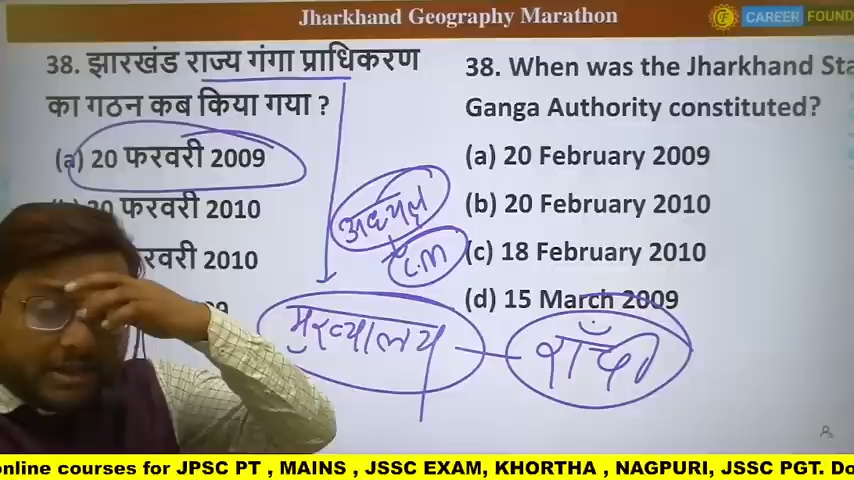 Jharkhand Geography Marathon
CAREER FOUND
38. झारखंड राज्य गंगा प्राधिकरण
का गठन कब किया गया ?
(a) 20 फरवरी 2009
20 फरवरी 2010
फरवरी 2010
38. When was the Jharkhand Sta
Ganga Authority constituted?
(a) 20 February 2009
(b) 20 February 2010
(c) 18 February 2010
(d) 15 March 2009
अध्यक्ष
C.M
मुख्यालय
राँची
online courses for JPSC PT , MAINS , JSSC EXAM, KHORTHA , NAGPURI, JSSC PGT. Do